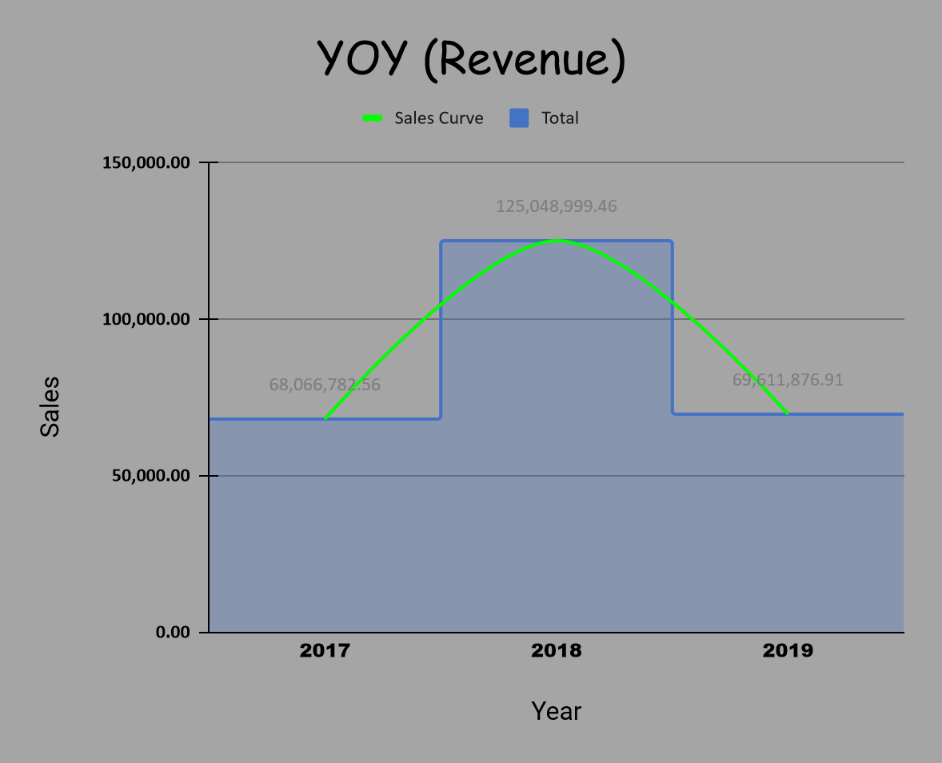 YOY (Revenue)
Sales Curve
Total
150,000.00
125,048,999.46
100,000.00
68,066,782.56
69,611,876.91
Sales
50,000.00
0.00
2017
2018
2019
Year